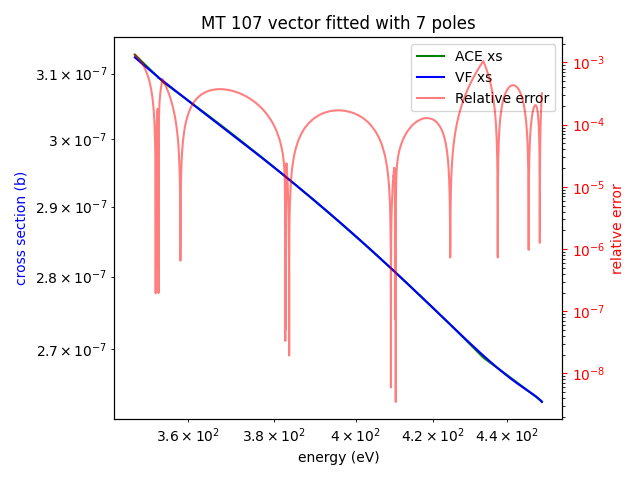 MT 107 vector fitted with 7 poles
ACE xs
VF xs
Relative error
3.1 × 10⁻⁷
3 × 10⁻⁷
2.9 × 10⁻⁷
2.8 × 10⁻⁷
2.7 × 10⁻⁷
cross section (b)
10⁻³
10⁻⁴
10⁻⁵
10⁻⁶
10⁻⁷
10⁻⁸
relative error
3.6 × 10² 3.8 × 10² 4 × 10² 4.2 × 10² 4.4 × 10²
energy (eV)